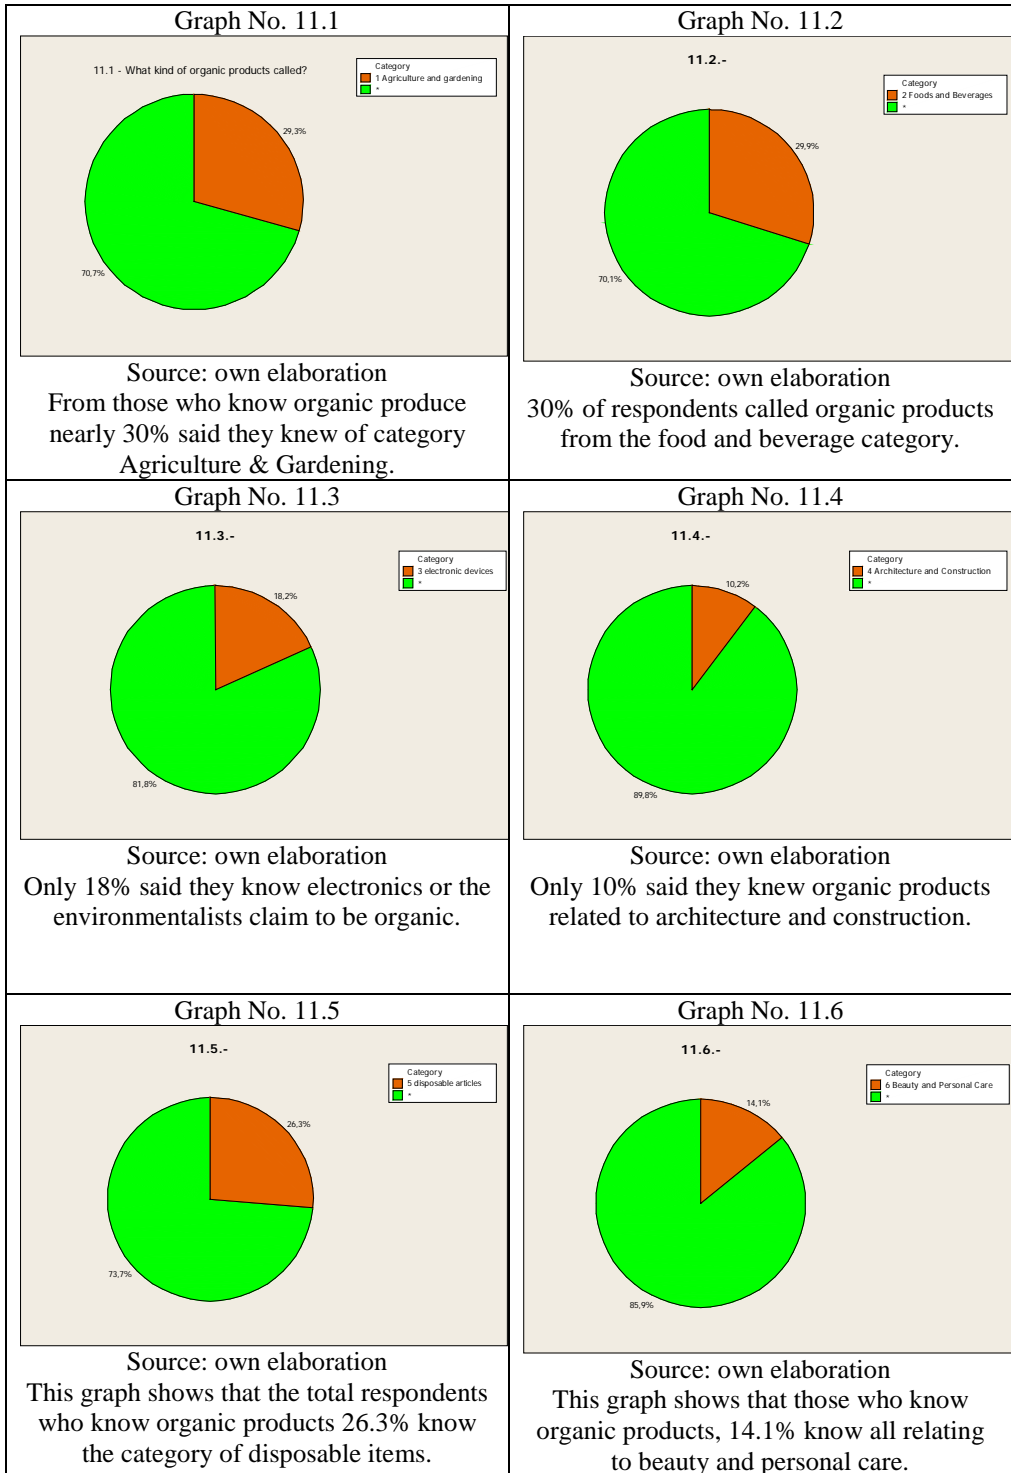 Graph No. 11.1
11.1 - What kind of organic products called?
Category
1 Agriculture and gardening
*
29,3%
70,7%
Source: own elaboration
From those who know organic produce
nearly 30% said they knew of category
Agriculture & Gardening.
Graph No. 11.2
11.2.-
Category
2 Foods and Beverages
*
29,9%
70,1%
Source: own elaboration
30% of respondents called organic products
from the food and beverage category.
Graph No. 11.3
11.3.-
Category
3 electronic devices
*
18,2%
81,8%
Source: own elaboration
Only 18% said they know electronics or the
environmentalists claim to be organic.
Graph No. 11.4
11.4.-
Category
4 Architecture and Construction
*
10,2%
89,8%
Source: own elaboration
Only 10% said they knew organic products
related to architecture and construction.
Graph No. 11.5
11.5.-
Category
5 disposable articles
*
26,3%
73,7%
Source: own elaboration
This graph shows that the total respondents
who know organic products 26.3% know
the category of disposable items.
Graph No. 11.6
11.6.-
Category
6 Beauty and Personal Care
*
14,1%
85,9%
Source: own elaboration
This graph shows that those who know
organic products, 14.1% know all relating
to beauty and personal care.